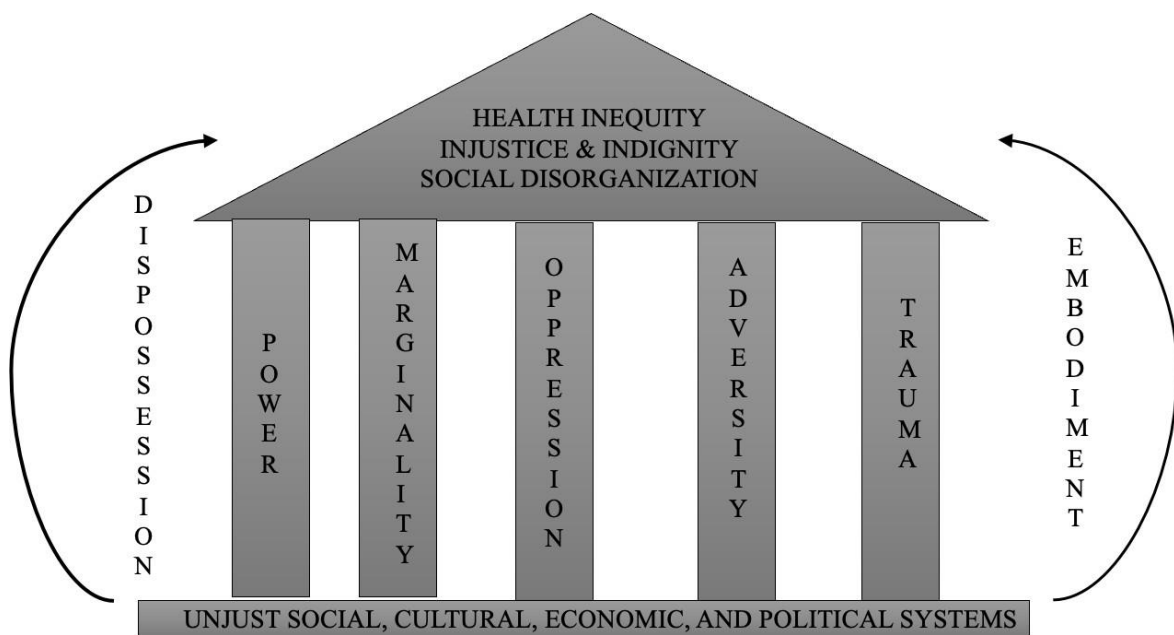 HEALTH INEQUITY
INJUSTICE & INDIGNITY
SOCIAL DISORGANIZATION
DISPOSSESSION
POWER
MARGINALITY
OPPRESSION
ADVERSITY
TRAUMA
EMBODIMENT
UNJUST SOCIAL, CULTURAL, ECONOMIC, AND POLITICAL SYSTEMS